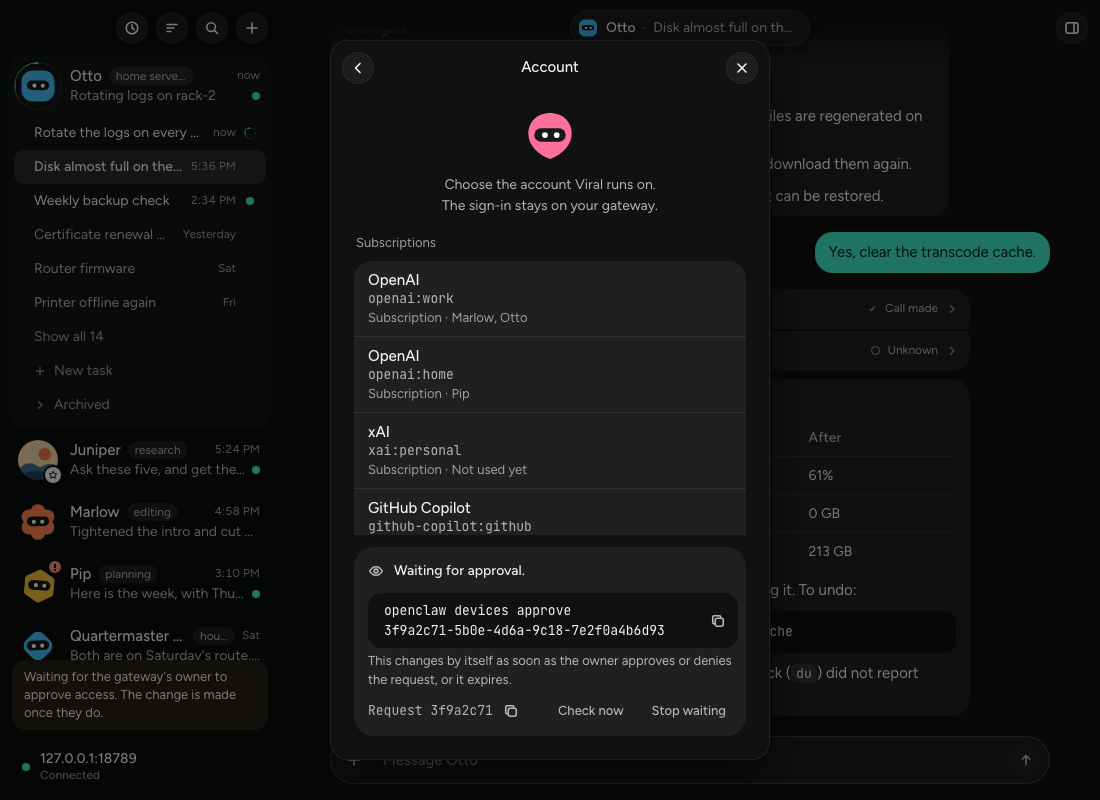 Otto · Disk almost full on th...
Otto home serve... now
Rotating logs on rack-2
Rotate the logs on every ... now
Disk almost full on the... 5:36 PM
Weekly backup check 2:34 PM
Certificate renewal ... Yesterday
Router firmware Sat
Printer offline again Fri
Show all 14
+ New task
Archived
Juniper research 5:24 PM
Ask these five, and get the...
Marlow editing 4:58 PM
Tightened the intro and cut ...
Pip planning 3:10 PM
Here is the week, with Thu...
Quartermaster ... hou... Sat
Both are on Saturday's route....
Waiting for the gateway's owner to
approve access. The change is made
once they do.
127.0.0.1:18789
Connected
Account
Choose the account Viral runs on.
The sign-in stays on your gateway.
Subscriptions
OpenAI
openai:work
Subscription · Marlow, Otto
OpenAI
openai:home
Subscription · Pip
xAI
xai:personal
Subscription · Not used yet
GitHub Copilot
github-copilot:github
Waiting for approval.
openclaw devices approve
3f9a2c71-5b0e-4d6a-9c18-7e2f0a4b6d93
This changes by itself as soon as the owner approves or denies
the request, or it expires.
Request 3f9a2c71 Check now Stop waiting
iles are regenerated on
download them again.
can be restored.
Yes, clear the transcode cache.
✓ Call made
Unknown
After
61%
0 GB
213 GB
g it. To undo:
che
ck ( du ) did not report
Message Otto